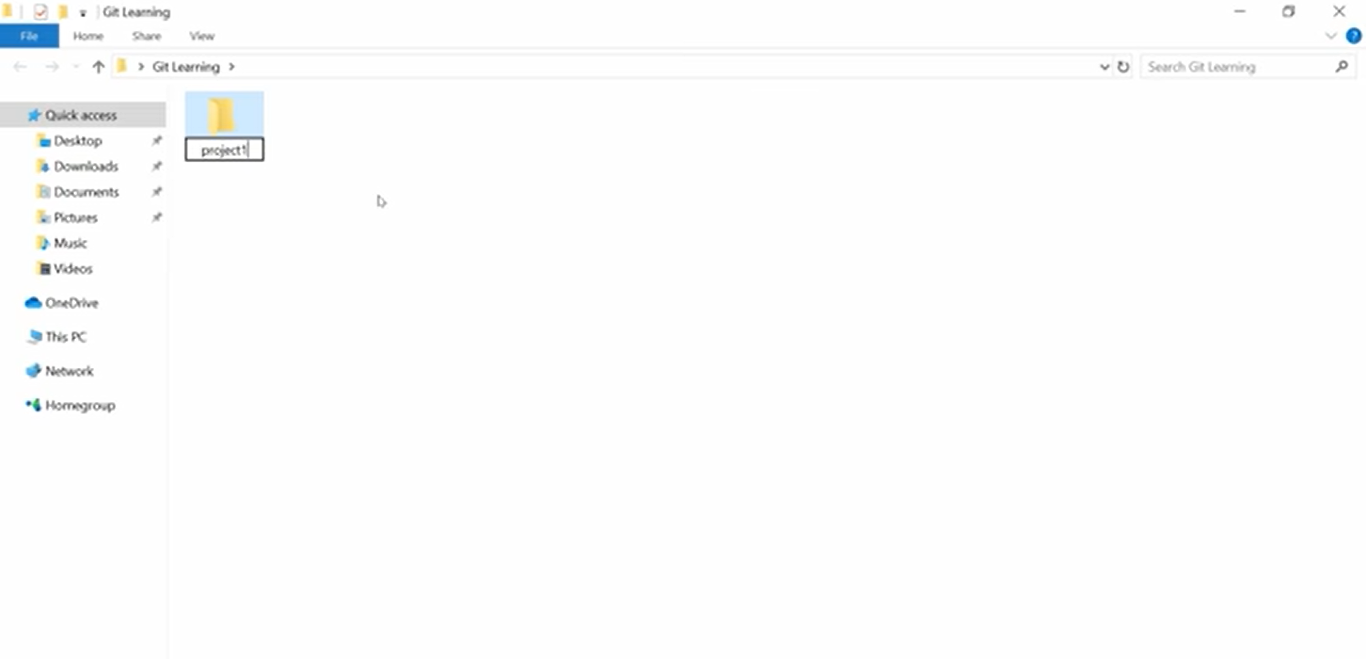 Git Learning
File Home Share View
Git Learning
Search Git Learning
Quick access
Desktop
Downloads
Documents
Pictures
Music
Videos
OneDrive
This PC
Network
Homegroup
project1